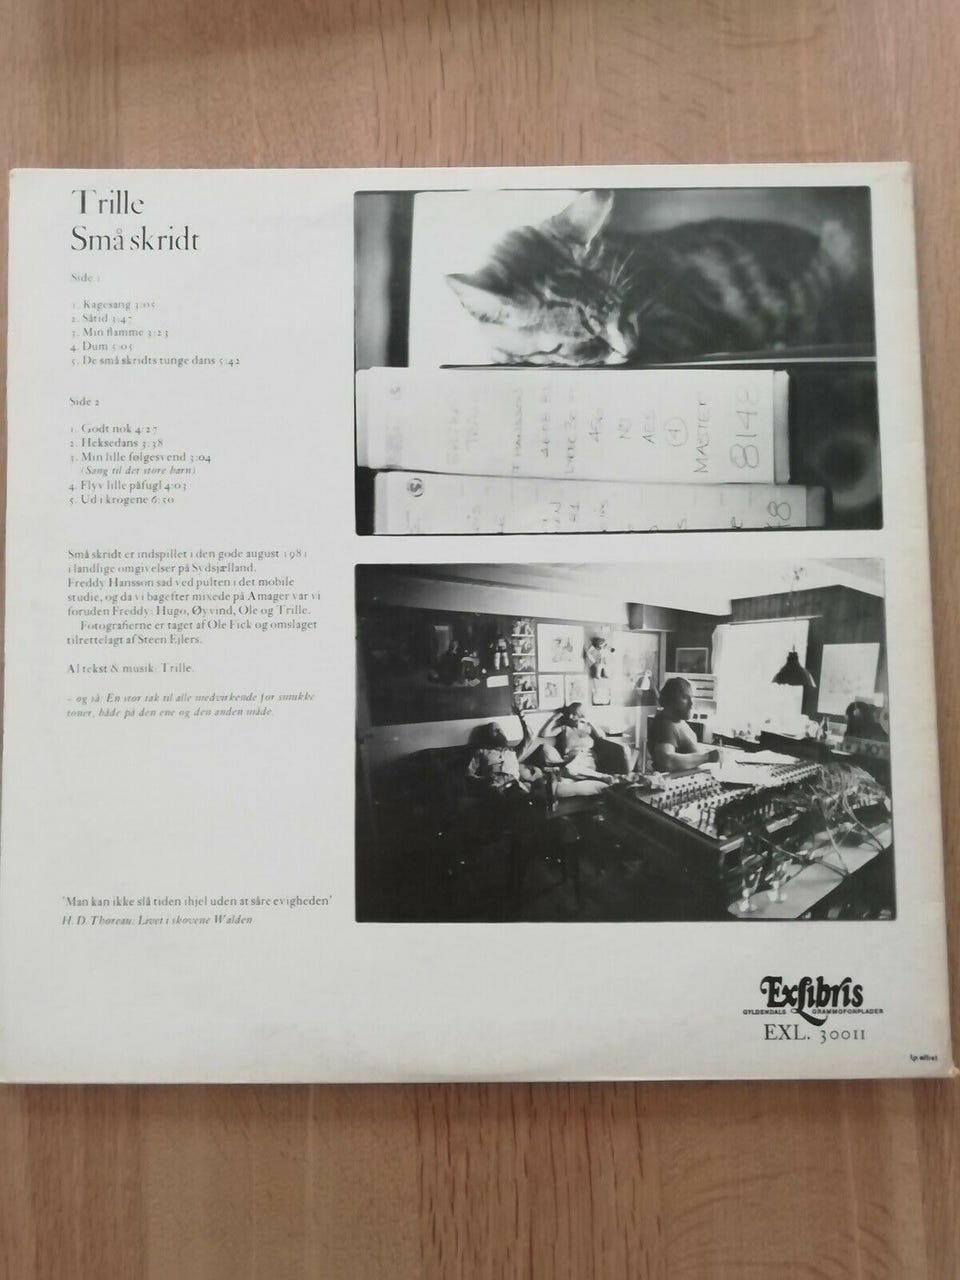 Trille
Små skridt
Side 1
1. Kagesang 3:05
2. Såtid 3:47
3. Min flamme 3:23
4. Dum 5:05
5. De små skridts tunge dans 5:42
Side 2
1. Godt nok 4:27
2. Heksedans 3:38
3. Min lille følgesvend 3:04
(Sang til det store barn)
4. Flyv lille påfugl 4:03
5. Ud i krogene 6:50
Små skridt er indspillet i den gode august 1981
i landlige omgivelser på Sydsjælland.
Freddy Hansson sad ved pulten i det mobile
studie, og da vi bagefter mixede på Amager var vi
foruden Freddy: Hugo, Øyvind, Ole og Trille.
Fotografierne er taget af Ole Fick og omslaget
tilrettelagt af Steen Ejlers.
Al tekst & musik: Trille.
– og så: En stor tak til alle medvirkende for smukke
toner, både på den ene og den anden måde.
'Man kan ikke slå tiden ihjel uden at såre evigheden'
H. D. Thoreau: Livet i skovene Walden
MASTER
8148
4
NO
ExLibris
GYLDENDALS GRAMMOFONPLADER
EXL. 30011